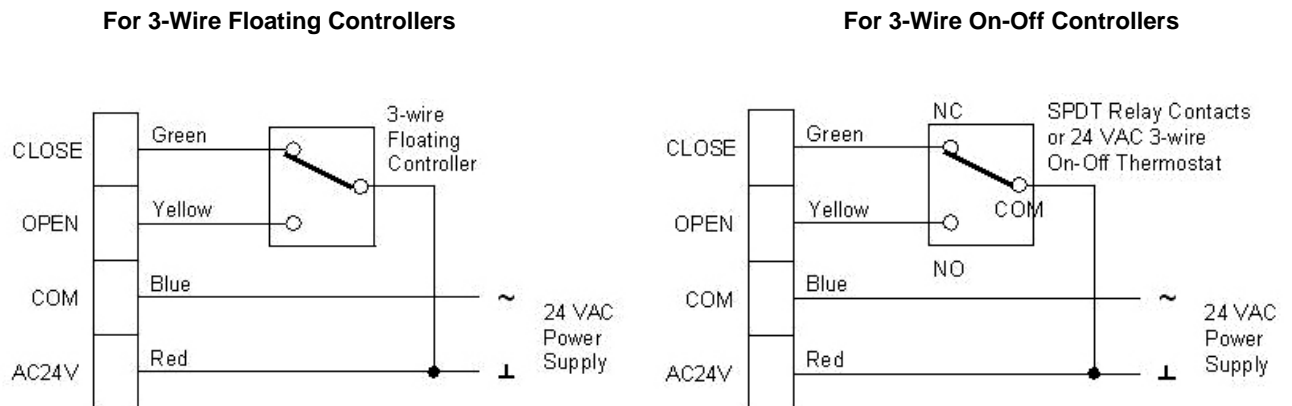 For 3-Wire Floating Controllers
CLOSE
Green
3-wire
Floating
Controller
OPEN
Yellow
COM
Blue
~
24 VAC
Power
Supply
AC24V
Red
⊥
For 3-Wire On-Off Controllers
CLOSE
Green
NC
SPDT Relay Contacts
or 24 VAC 3-wire
On-Off Thermostat
OPEN
Yellow
COM
NO
COM
Blue
~
24 VAC
Power
Supply
AC24V
Red
⊥